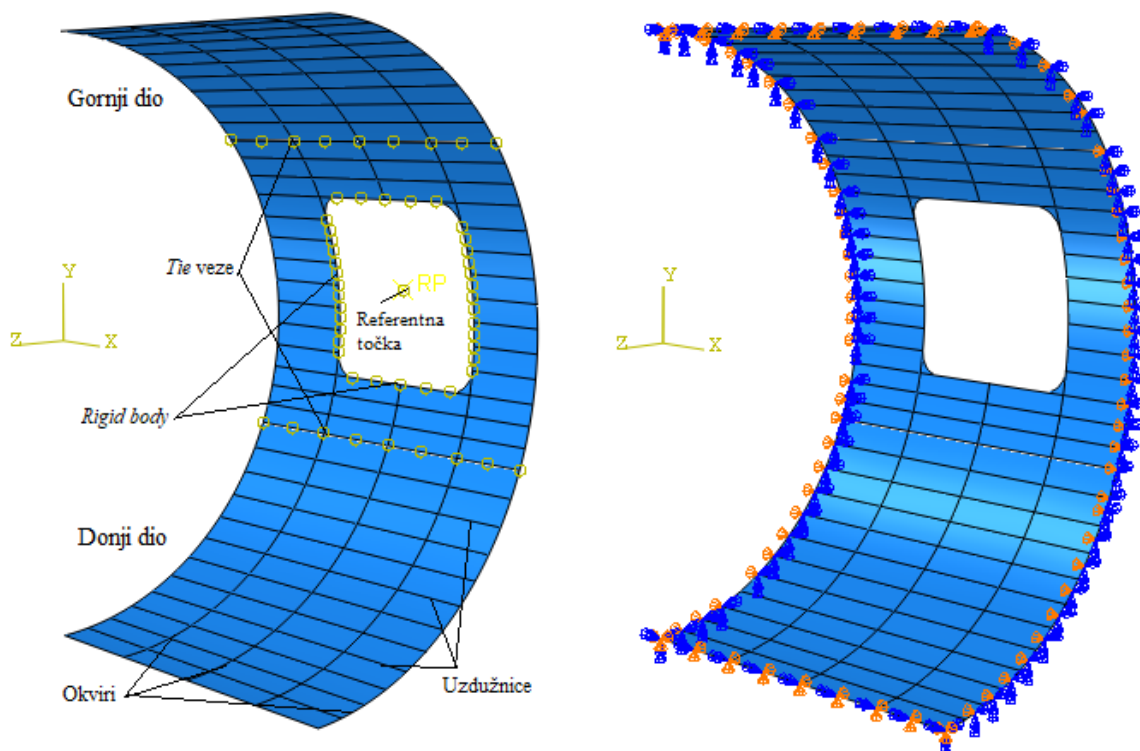 Gornji dio
Y
Z
X
Tie veze
RP
Referentna
točka
Rigid body
Donji dio
Okviri
Uzdužnice
Y
Z
X